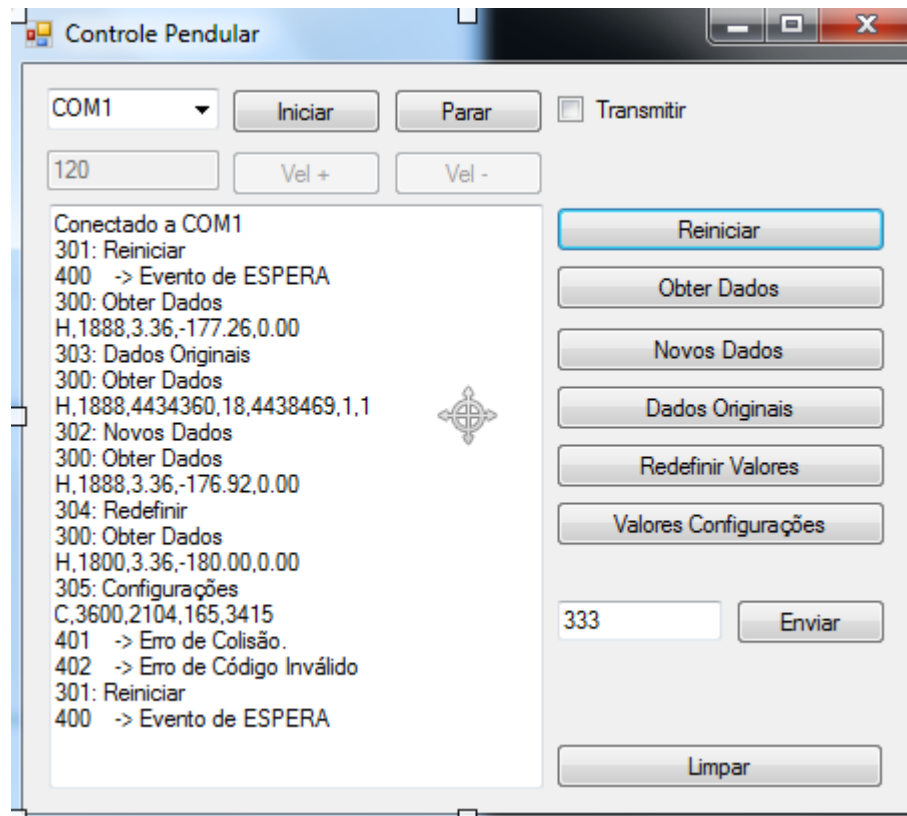 Controle Pendular
COM1
Iniciar
Parar
Transmitir
120
Vel +
Vel -
Conectado a COM1
301: Reiniciar
400 -> Evento de ESPERA
300: Obter Dados
H,1888,3.36,-177.26,0.00
303: Dados Originais
300: Obter Dados
H,1888,4434360,18,4438469,1,1
302: Novos Dados
300: Obter Dados
H,1888,3.36,-176.92,0.00
304: Redefinir
300: Obter Dados
H,1800,3.36,-180.00,0.00
305: Configurações
C,3600,2104,165,3415
401 -> Erro de Colisão.
402 -> Erro de Código Inválido
301: Reiniciar
400 -> Evento de ESPERA
Reiniciar
Obter Dados
Novos Dados
Dados Originais
Redefinir Valores
Valores Configurações
333
Enviar
Limpar